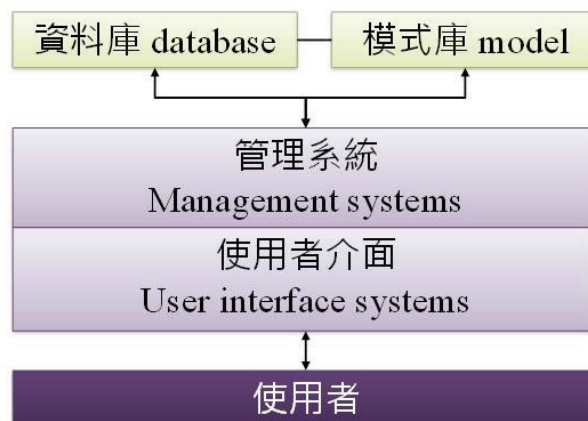 資料庫 database
模式庫 model
管理系統
Management systems
使用者介面
User interface systems
使用者